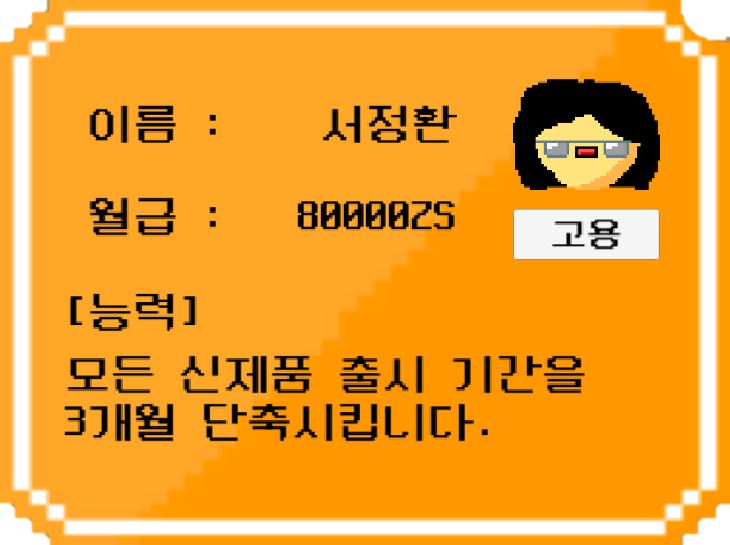 이름 : 서정환
월급 : 80000ZS
고용
[능력]
모든 신제품 출시 기간을
3개월 단축시킵니다.